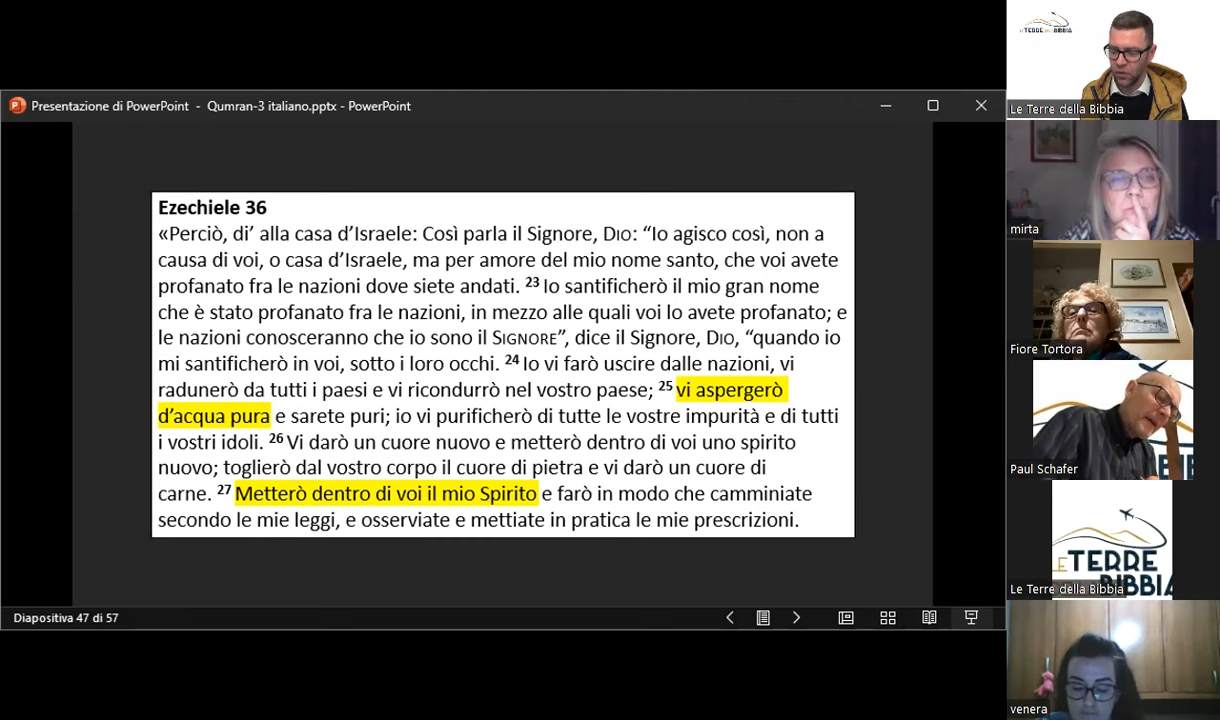 Presentazione di PowerPoint - Qumran-3 italiano.pptx - PowerPoint
Ezechiele 36
«Perciò, di’ alla casa d’Israele: Così parla il Signore, DIO: “Io agisco così, non a
causa di voi, o casa d’Israele, ma per amore del mio nome santo, che voi avete
profanato fra le nazioni dove siete andati. 23 Io santificherò il mio gran nome
che è stato profanato fra le nazioni, in mezzo alle quali voi lo avete profanato; e
le nazioni conosceranno che io sono il SIGNORE”, dice il Signore, DIO, “quando io
mi santificherò in voi, sotto i loro occhi. 24 Io vi farò uscire dalle nazioni, vi
radunerò da tutti i paesi e vi ricondurrò nel vostro paese; 25 vi aspergerò
d’acqua pura e sarete puri; io vi purificherò di tutte le vostre impurità e di tutti
i vostri idoli. 26 Vi darò un cuore nuovo e metterò dentro di voi uno spirito
nuovo; toglierò dal vostro corpo il cuore di pietra e vi darò un cuore di
carne. 27 Metterò dentro di voi il mio Spirito e farò in modo che camminiate
secondo le mie leggi, e osserviate e mettiate in pratica le mie prescrizioni.
Diapositiva 47 di 57
TERRE BIBBIA
Le Terre della Bibbia
mirta
Fiore Tortora
Paul Schafer
LE TERRE
BIBBIA
Le Terre della Bibbia
venera